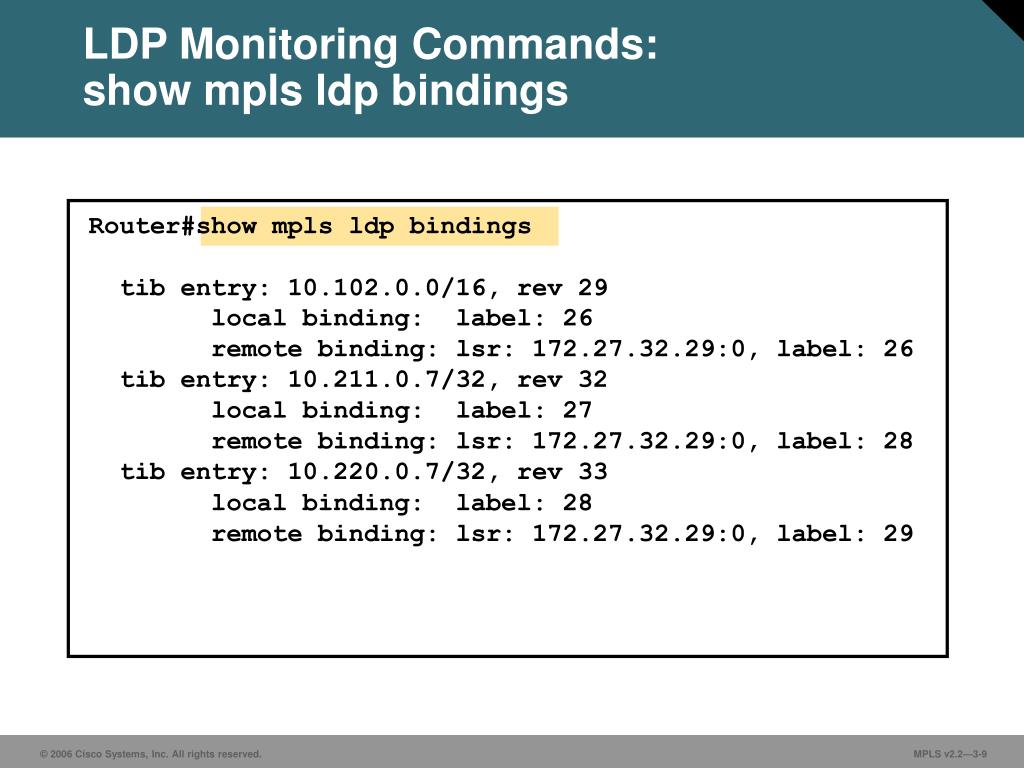 LDP Monitoring Commands:
show mpls ldp bindings
Router#show mpls ldp bindings
tib entry: 10.102.0.0/16, rev 29
local binding:  label: 26
remote binding: lsr: 172.27.32.29:0, label: 26
tib entry: 10.211.0.7/32, rev 32
local binding:  label: 27
remote binding: lsr: 172.27.32.29:0, label: 28
tib entry: 10.220.0.7/32, rev 33
local binding:  label: 28
remote binding: lsr: 172.27.32.29:0, label: 29
© 2006 Cisco Systems, Inc. All rights reserved.
MPLS v2.2—3-9